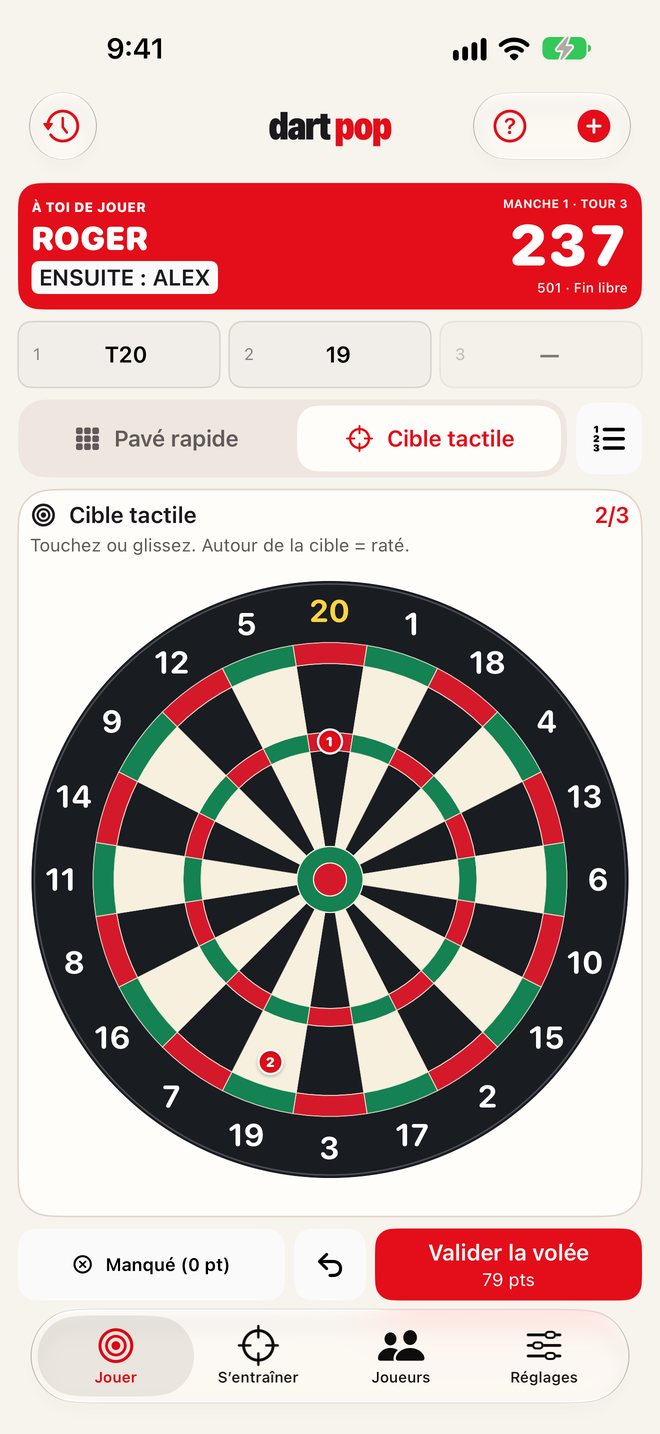 9:41
dartpop
?
À TOI DE JOUER
MANCHE 1 · TOUR 3
ROGER
237
ENSUITE : ALEX
501 · Fin libre
1 T20
2 19
3 —
Pavé rapide
Cible tactile
1
2
3
Cible tactile
2/3
Touchez ou glissez. Autour de la cible = raté.
20
5
1
12
18
9
4
14
13
11
6
8
10
16
15
7
2
19
17
3
1
2
Manqué (0 pt)
Valider la volée
79 pts
Jouer
S'entraîner
Joueurs
Réglages